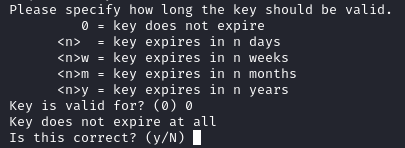 Please specify how long the key should be valid.
0 = key does not expire
<n>  = key expires in n days
<n>w = key expires in n weeks
<n>m = key expires in n months
<n>y = key expires in n years
Key is valid for? (0) 0
Key does not expire at all
Is this correct? (y/N)